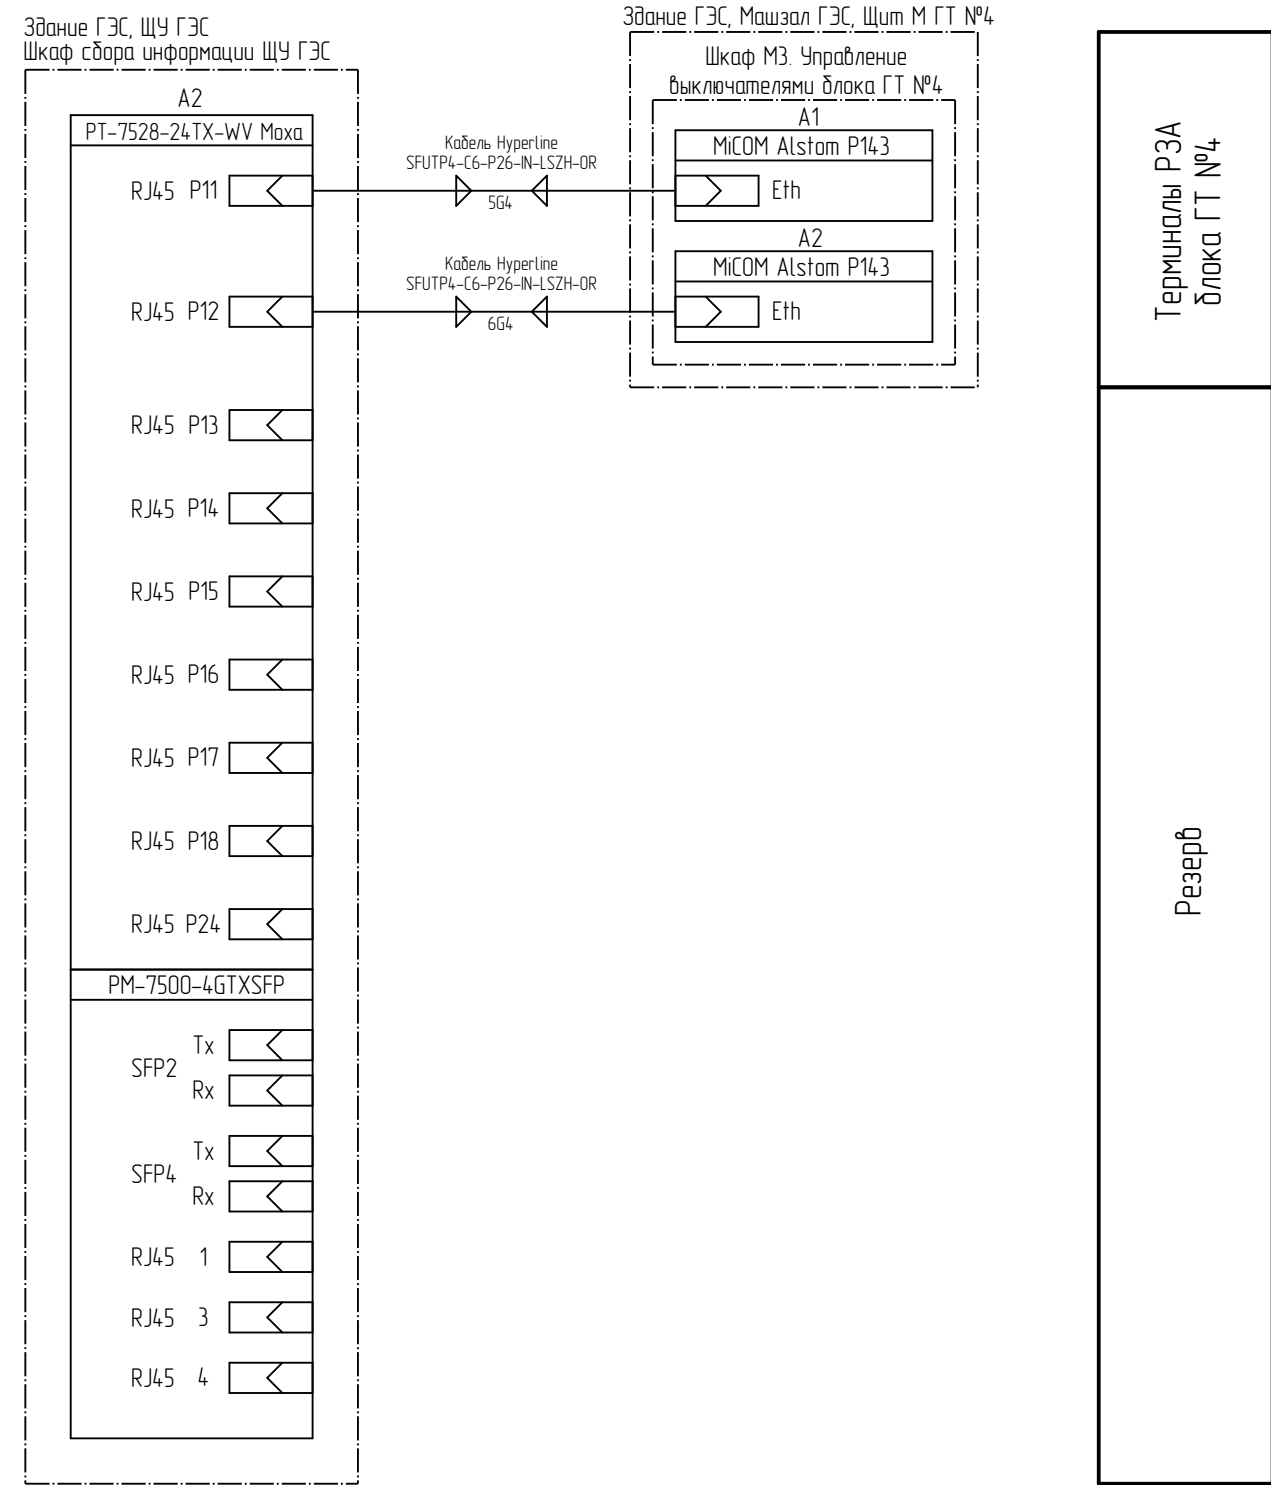 Здание ГЭС, ЩУ ГЭС
Шкаф сбора информации ЩУ ГЭС
A2
PT-7528-24TX-WV Moxa
RJ45 P11
RJ45 P12
RJ45 P13
RJ45 P14
RJ45 P15
RJ45 P16
RJ45 P17
RJ45 P18
RJ45 P24
PM-7500-4GTXSFP
SFP2
Tx
Rx
SFP4
Tx
Rx
RJ45 1
RJ45 3
RJ45 4
Кабель Hyperline
SFUTP4-C6-P26-IN-LSZH-OR
5G4
Кабель Hyperline
SFUTP4-C6-P26-IN-LSZH-OR
6G4
Здание ГЭС, Машзал ГЭС, Щит М ГТ №4
Шкаф М3. Управление
выключателями блока ГТ №4
A1
MiCOM Alstom P143
Eth
A2
MiCOM Alstom P143
Eth
Терминалы РЗА
блока ГТ №4
Резерв